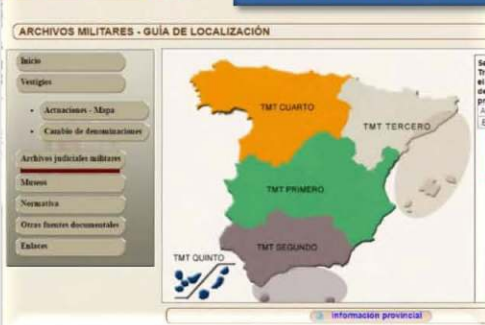 ARCHIVOS MILITARES - GUÍA DE LOCALIZACIÓN
Inicio
Vestigios
Actuaciones - Mapa
Cambio de denominaciones
Archivos judiciales militares
Museos
Normativa
Otras fuentes documentales
Enlaces
TMT CUARTO
TMT TERCERO
TMT PRIMERO
TMT SEGUNDO
TMT QUINTO
Información provincial